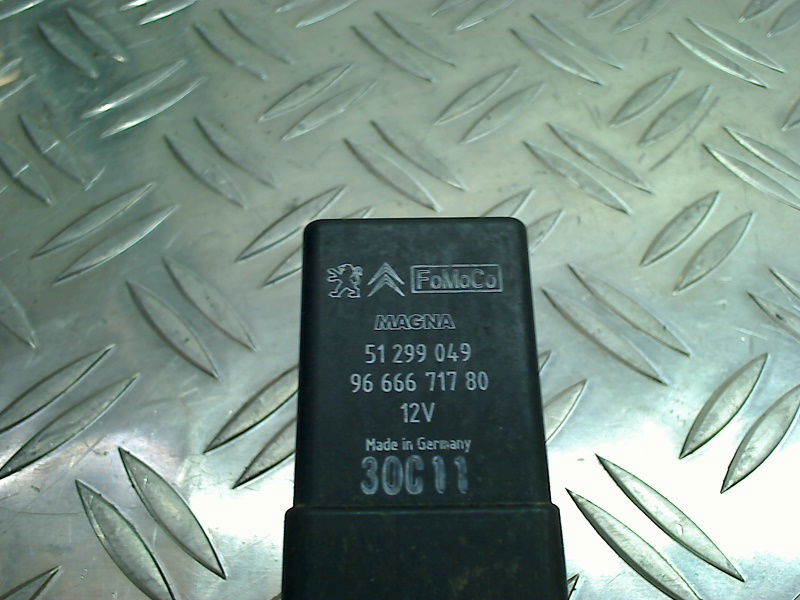 FoMoCo
MAGNA
51 299 049
96 666 717 80
12V
Made in Germany
30C11